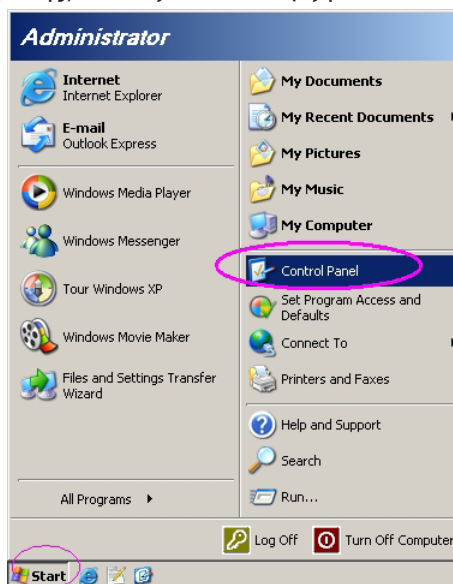 Administrator
Internet
Internet Explorer
E-mail
Outlook Express
Windows Media Player
Windows Messenger
Tour Windows XP
Windows Movie Maker
Files and Settings Transfer
Wizard
All Programs
My Documents
My Recent Documents
My Pictures
My Music
My Computer
Control Panel
Set Program Access and
Defaults
Connect To
Printers and Faxes
Help and Support
Search
Run...
Log Off
Turn Off Computer
Start